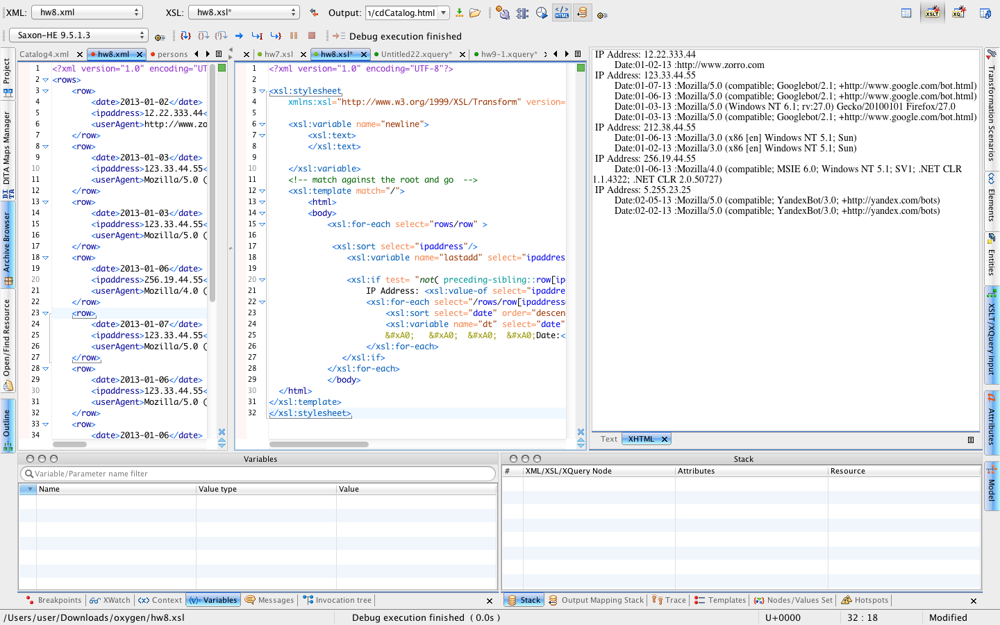 XML: hw8.xml XSL: hw8.xsl* Output: ı/cdCatalog.html
Saxon-HE 9.5.1.3 Debug execution finished
Catalog4.xml hw8.xml persons
hw7.xsl hw8.xsl* Untitled22.xquery* hw9-1.xquery*
Project
DITA Maps Manager
Archive Browser
Open/Find Resource
Outline
1 <?xml version="1.0" encoding="UT
2 <rows>
3 <row>
4 <date>2013-01-02</date>
5 <ipaddress>12.22.333.44<
6 <userAgent>http://www.zo
7 </row>
8 <row>
9 <date>2013-01-03</date>
10 <ipaddress>123.33.44.55<
11 <userAgent>Mozilla/5.0 (
12 </row>
13 <row>
14 <date>2013-01-03</date>
15 <ipaddress>123.33.44.55<
16 <userAgent>Mozilla/5.0 (
17 </row>
18 <row>
19 <date>2013-01-06</date>
20 <ipaddress>256.19.44.55<
21 <userAgent>Mozilla/4.0 (
22 </row>
23 <row>
24 <date>2013-01-07</date>
25 <ipaddress>123.33.44.55<
26 <userAgent>Mozilla/5.0 (
27 </row>
28 <row>
29 <date>2013-01-06</date>
30 <ipaddress>123.33.44.55<
31 <userAgent>Mozilla/5.0 (
32 </row>
33 <row>
34 <date>2013-01-06</date>
1 <?xml version="1.0" encoding="UTF-8"?>
2
3 <xsl:stylesheet
4 xmlns:xsl="http://www.w3.org/1999/XSL/Transform" version=
5
6 <xsl:variable name="newline">
7 <xsl:text>
8 </xsl:text>
9
10 </xsl:variable>
11 <!-- match against the root and go -->
12 <xsl:template match="/">
13 <html>
14 <body>
15 <xsl:for-each select="rows/row" >
16
17 <xsl:sort select="ipaddress"/>
18 <xsl:variable name="lastadd" select="ipaddres
19
20 <xsl:if test= "not( preceding-sibling::row[ip
21 IP Address: <xsl:value-of select="ipaddre
22 <xsl:for-each select="/rows/row[ipaddress=
23 <xsl:sort select="date" order="descen
24 <xsl:variable name="dt" select="date"
25 &#xA0; &#xA0; &#xA0; &#xA0;Date:<
26 </xsl:for-each>
27 </xsl:if>
28 </xsl:for-each>
29 </body>
30 </html>
31 </xsl:template>
32 </xsl:stylesheet>
IP Address: 12.22.333.44
Date:01-02-13 :http://www.zorro.com
IP Address: 123.33.44.55
Date:01-07-13 :Mozilla/5.0 (compatible; Googlebot/2.1; +http://www.google.com/bot.html)
Date:01-06-13 :Mozilla/5.0 (compatible; Googlebot/2.1; +http://www.google.com/bot.html)
Date:01-03-13 :Mozilla/5.0 (Windows NT 6.1; rv:27.0) Gecko/20100101 Firefox/27.0
Date:01-03-13 :Mozilla/5.0 (compatible; Googlebot/2.1; +http://www.google.com/bot.html)
IP Address: 212.38.44.55
Date:01-06-13 :Mozilla/3.0 (x86 [en] Windows NT 5.1; Sun)
Date:01-02-13 :Mozilla/3.0 (x86 [en] Windows NT 5.1; Sun)
IP Address: 256.19.44.55
Date:01-06-13 :Mozilla/4.0 (compatible; MSIE 6.0; Windows NT 5.1; SV1; .NET CLR
1.1.4322; .NET CLR 2.0.50727)
IP Address: 5.255.23.25
Date:02-05-13 :Mozilla/5.0 (compatible; YandexBot/3.0; +http://yandex.com/bots)
Date:02-02-13 :Mozilla/5.0 (compatible; YandexBot/3.0; +http://yandex.com/bots)
Text XHTML
Transformation Scenarios
Elements
Entities
XSLT/XQuery input
Attributes
Model
Variables
Variable/Parameter name filter
Name Value type Value
Stack
# XML/XSL/XQuery Node Attributes Resource
Breakpoints XWatch Context Variables Messages Invocation tree
Stack Output Mapping Stack Trace Templates Nodes/Values Set Hotspots
/Users/user/Downloads/oxygen/hw8.xsl Debug execution finished ( 0.0s ) U+0000 32 : 18 Modified